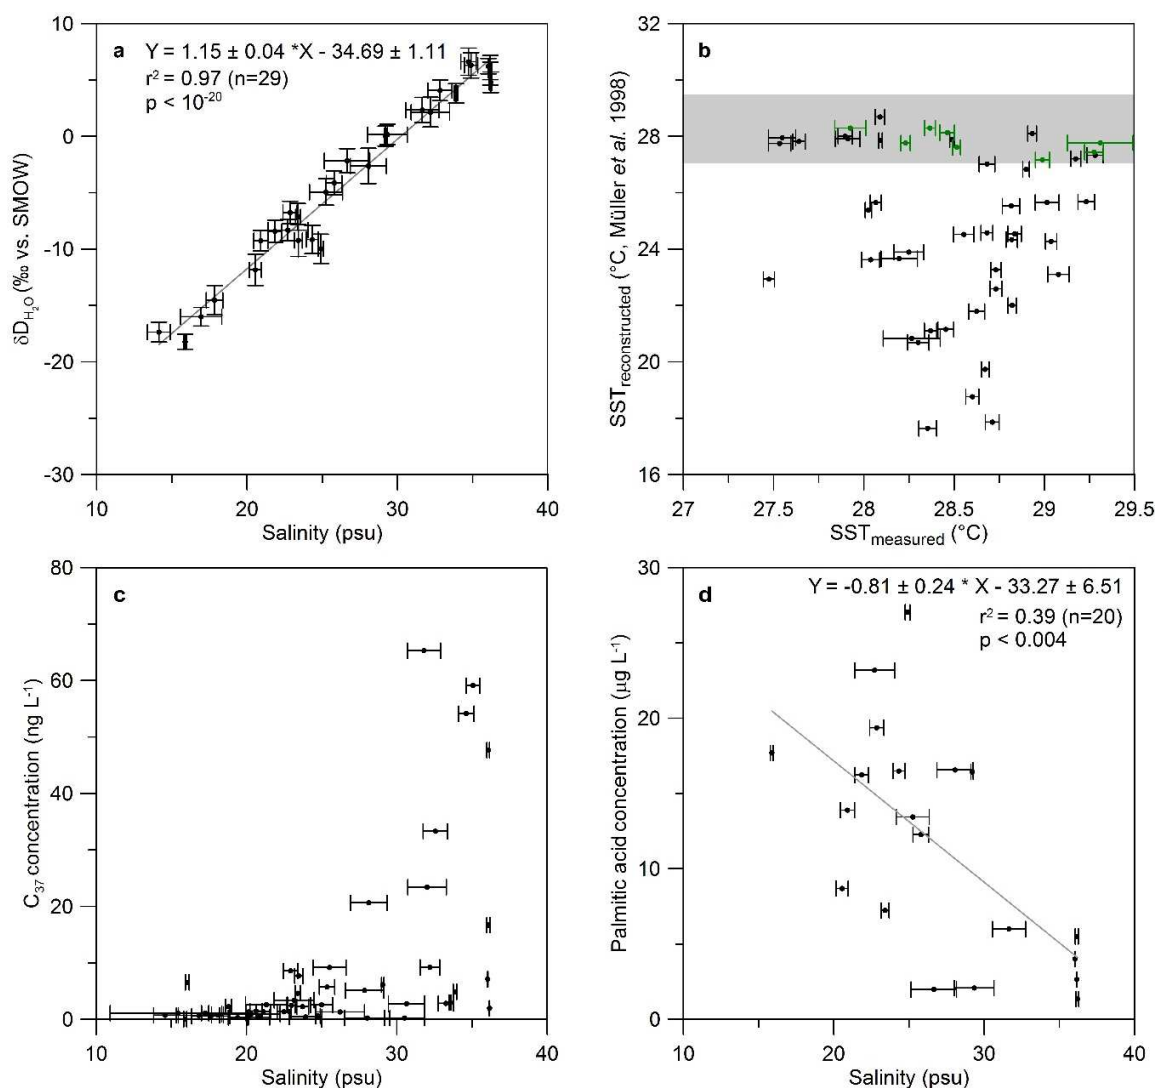 a Y = 1.15 ± 0.04 *X - 34.69 ± 1.11
r² = 0.97 (n=29)
p < 10⁻²⁰
10
0
-10
-20
-30
δD_H₂O (‰ vs. SMOW)
10 20 30 40
Salinity (psu)
b
32
28
24
20
16
SST_reconstructed (°C, Müller et al. 1998)
27 27.5 28 28.5 29 29.5
SST_measured (°C)
c
80
60
40
20
0
C₃₇ concentration (ng L⁻¹)
10 20 30 40
Salinity (psu)
d Y = -0.81 ± 0.24 * X - 33.27 ± 6.51
r² = 0.39 (n=20)
p < 0.004
30
20
10
0
Palmitic acid concentration (µg L⁻¹)
10 20 30 40
Salinity (psu)